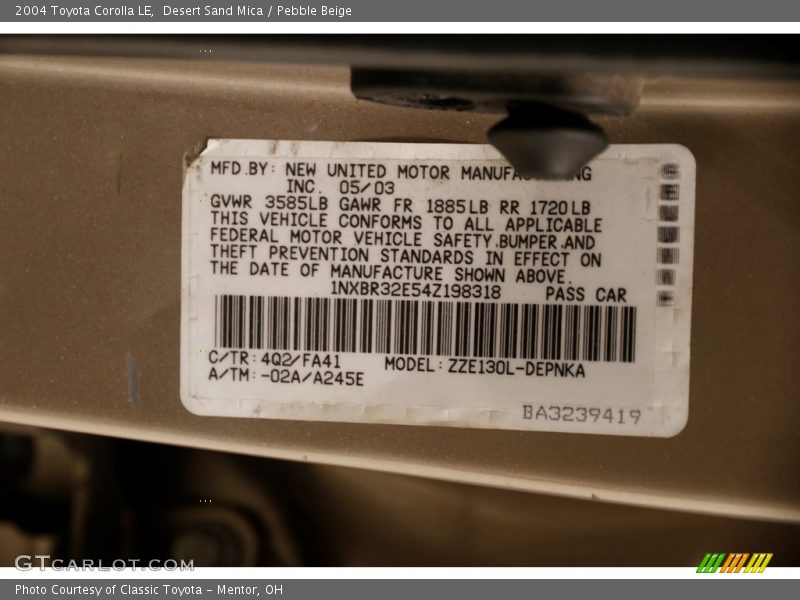 2004 Toyota Corolla LE,  Desert Sand Mica / Pebble Beige
MFD.BY: NEW UNITED MOTOR
INC. 05/03
GVWR 3585LB GAWR FR 1885LB RR 1720LB
THIS VEHICLE CONFORMS TO ALL APPLICABLE
FEDERAL MOTOR VEHICLE SAFETY,BUMPER,AND
THEFT PREVENTION STANDARDS IN EFFECT ON
THE DATE OF MANUFACTURE SHOWN ABOVE.
1NXBR32E54Z198318 PASS CAR
C/TR:4Q2/FA41 MODEL:ZZE130L-DEPNKA
A/TM:-02A/A245E
BA3239419
GTCARLOT.COM
Photo Courtesy of Classic Toyota - Mentor, OH